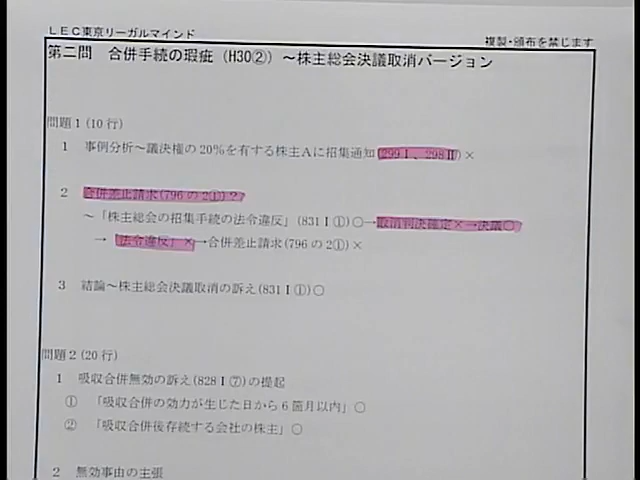 LEC東京リーガルマインド
複製・頒布を禁じます
第二問 合併手続の瑕疵（H30②）～株主総会決議取消バージョン
問題1（10行）
1 事例分析～議決権の20%を有する株主Aに招集通知（299Ⅰ、298Ⅱ）×
2 合併差止請求（796の2①）？
～「株主総会の招集手続の法令違反」（831Ⅰ①）○→取消判決確定×→決議○
→「法令違反」×→合併差止請求（796の2①）×
3 結論～株主総会決議取消の訴え（831Ⅰ①）○
問題2（20行）
1 吸収合併無効の訴え（828Ⅰ⑦）の提起
① 「吸収合併の効力が生じた日から6箇月以内」○
② 「吸収合併後存続する会社の株主」○
2 無効事由の主張